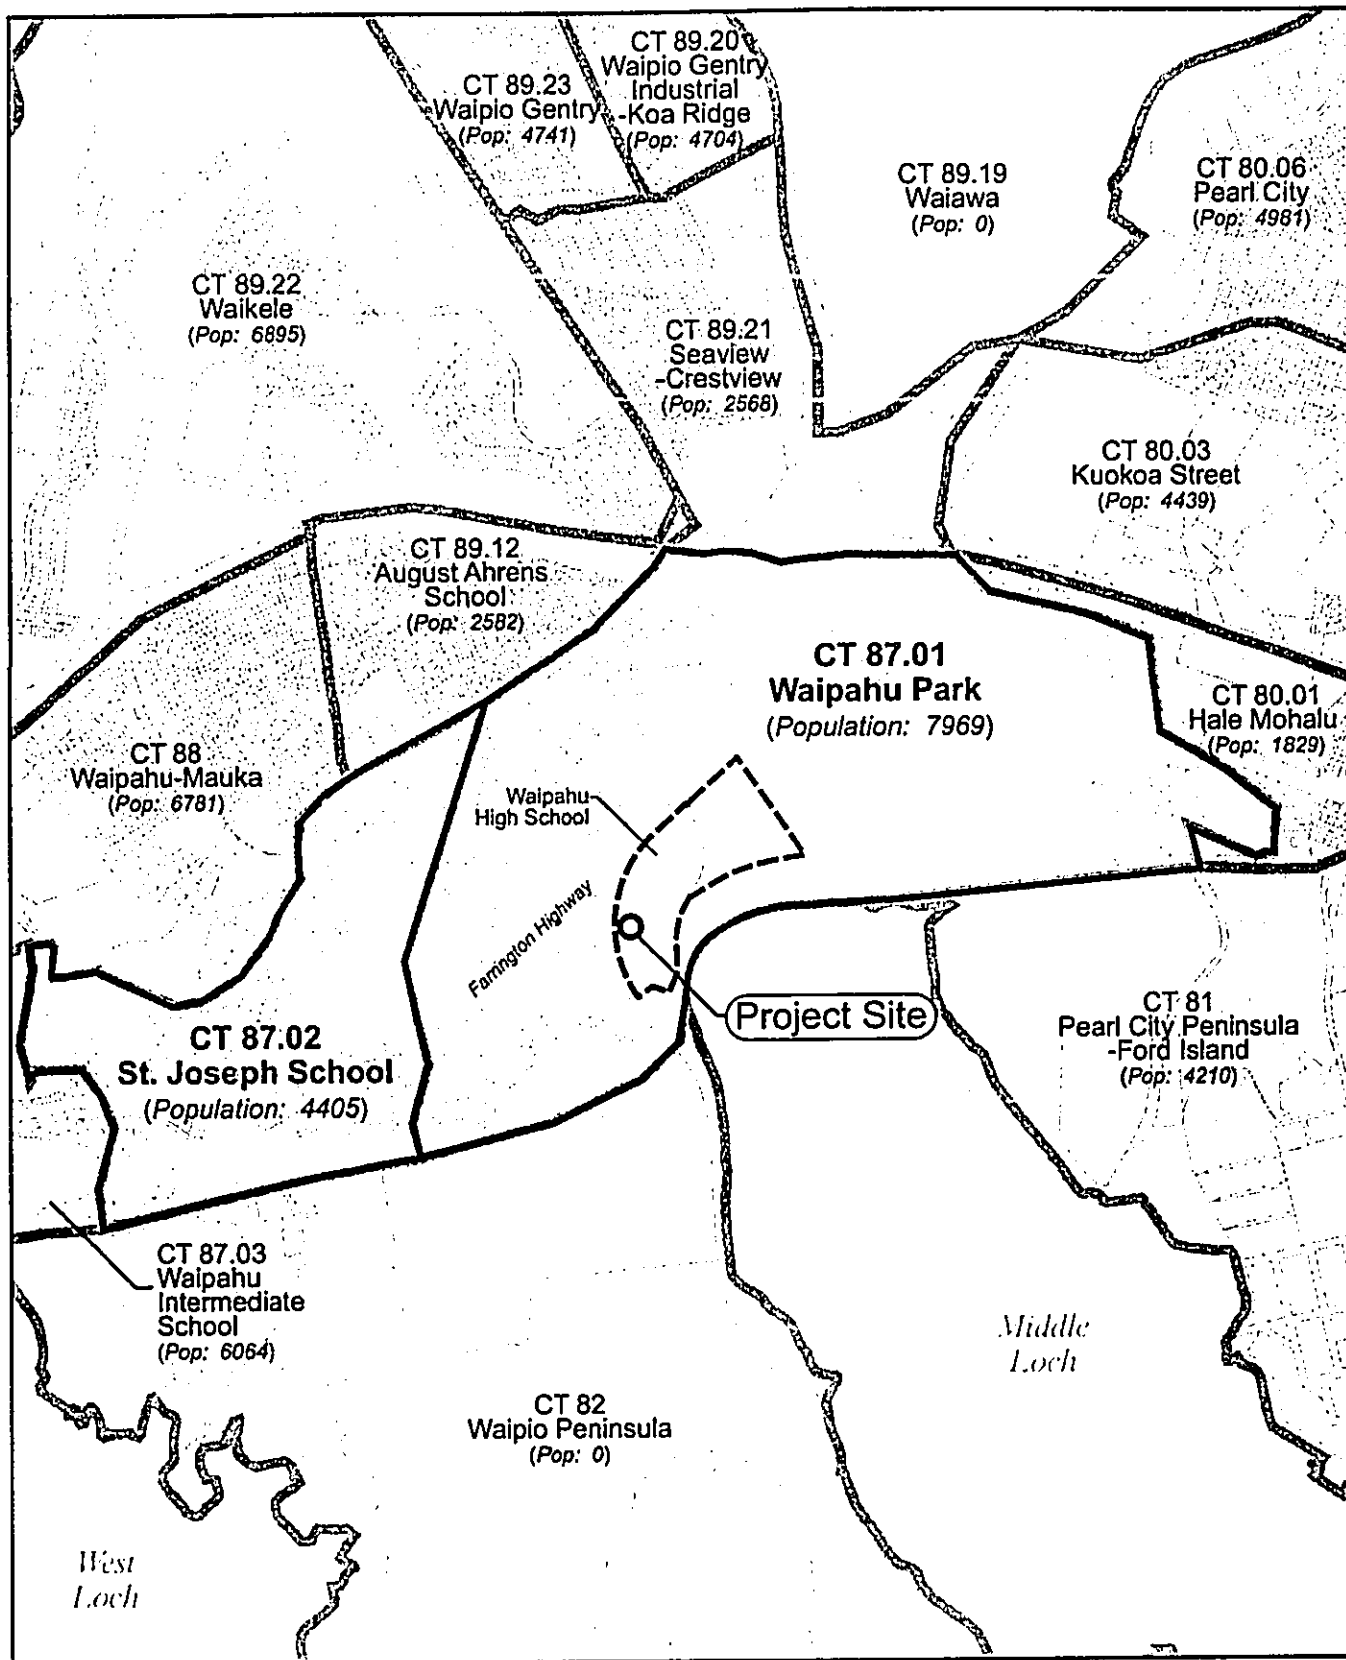 CT 89.20
Waipio Gentry
Industrial
-Koa Ridge
(Pop: 4704)
CT 89.23
Waipio Gentry
(Pop: 4741)
CT 89.19
Waiawa
(Pop: 0)
CT 80.06
Pearl City
(Pop: 4981)
CT 89.22
Waikele
(Pop: 6895)
CT 89.21
Seaview
-Crestview
(Pop: 2568)
CT 80.03
Kuokoa Street
(Pop: 4439)
CT 89.12
August Ahrens
School
(Pop: 2582)
CT 87.01
Waipahu Park
(Population: 7969)
CT 80.01
Hale Mohalu
(Pop: 1829)
CT 88
Waipahu-Mauka
(Pop: 6781)
Waipahu
High School
Farrington Highway
Project Site
CT 81
Pearl City Peninsula
-Ford Island
(Pop: 4210)
CT 87.02
St. Joseph School
(Population: 4405)
CT 87.03
Waipahu
Intermediate
School
(Pop: 6064)
Middle
Loch
CT 82
Waipio Peninsula
(Pop: 0)
West
Loch